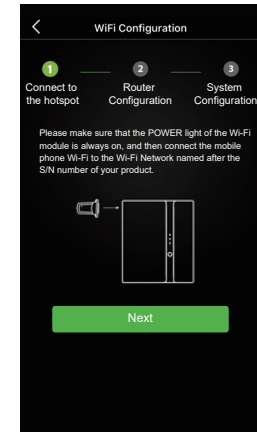 WiFi Configuration
1 2 3
Connect to
the hotspot
Router
Configuration
System
Configuration
Please make sure that the POWER light of the Wi-Fi
module is always on, and then connect the mobile
phone Wi-Fi to the Wi-Fi Network named after the
S/N number of your product.
Next